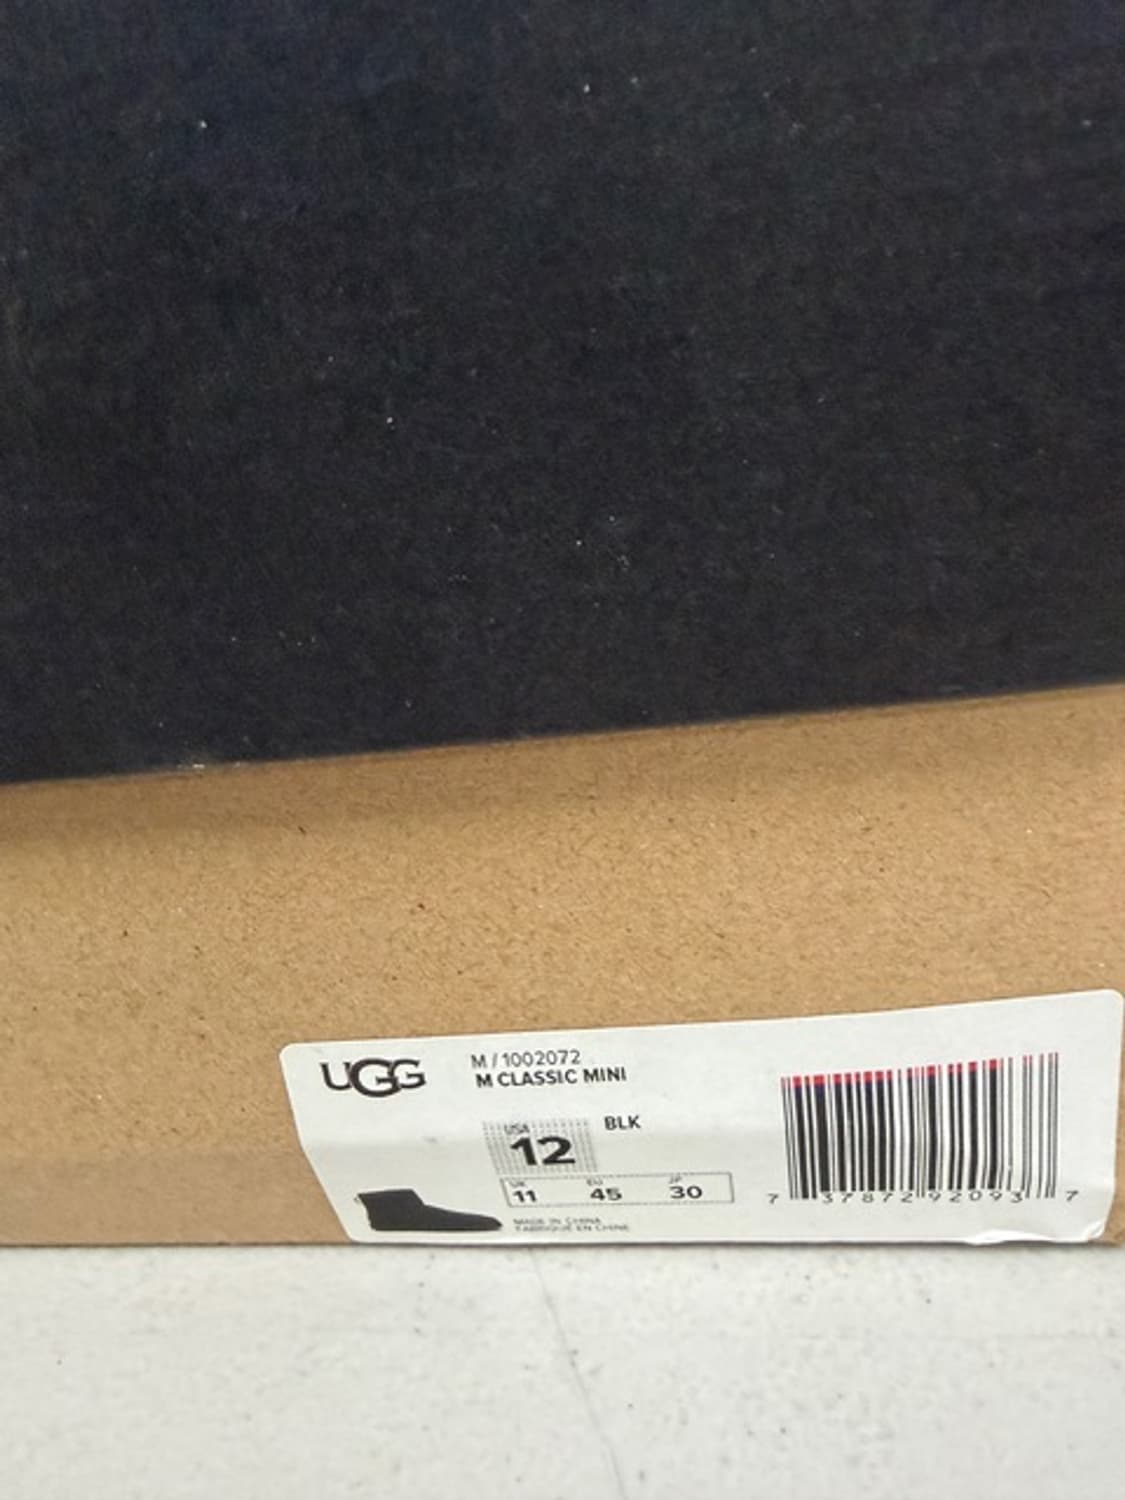 UGG
M / 1002072
M CLASSIC MINI
USA
12
BLK
UK EU JP
11 45 30
MADE IN CHINA
FABRIQUÉ EN CHINE
7 37872 92093 7